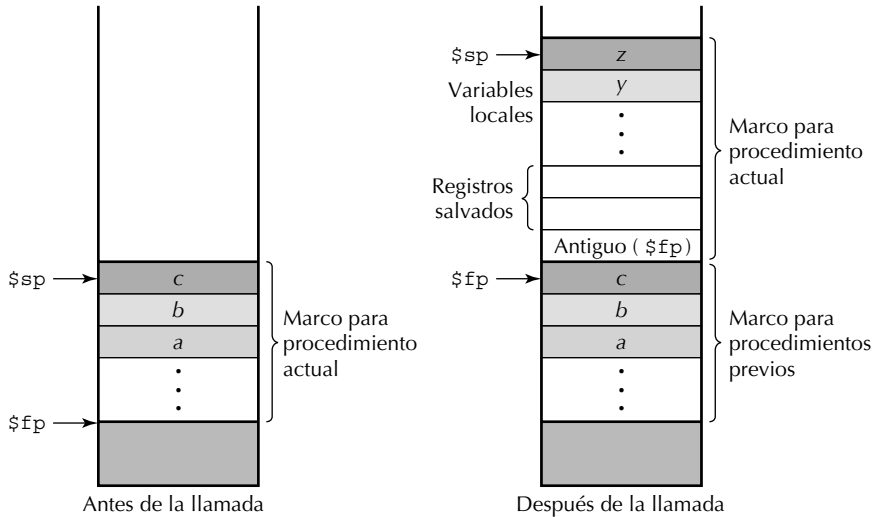 $sp
c
b
a
$fp
Marco para
procedimiento
actual
Antes de la llamada
$sp
z
y
Variables
locales
Registros
salvados
Antiguo ( $fp)
Marco para
procedimiento
actual
$fp
c
b
a
Marco para
procedimientos
previos
Después de la llamada